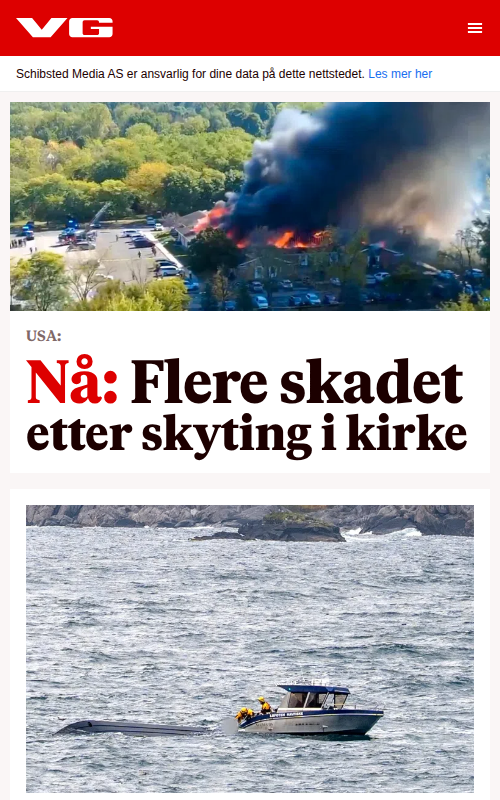 VG
Schibsted Media AS er ansvarlig for dine data på dette nettstedet. Les mer her
USA:
Nå: Flere skadet
etter skyting i kirke